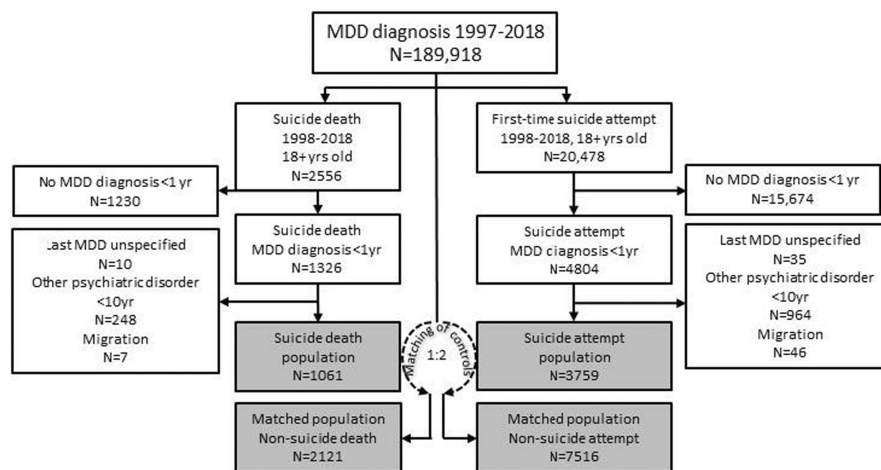 MDD diagnosis 1997-2018
N=189,918
Suicide death
1998-2018
18+ yrs old
N=2556
First-time suicide attempt
1998-2018, 18+ yrs old
N=20,478
No MDD diagnosis<1 yr
N=1230
No MDD diagnosis<1 yr
N=15,674
Suicide death
MDD diagnosis<1yr
N=1326
Suicide attempt
MDD ciagnosis<1yr
N=4804
Last MDD unspecified
N=10
Other psychiatric disorder
<10yr
N=248
Migration
N=7
Last MDD unspecified
N=35
Other psychiatric disorder
<10yr
N=964
Migration
N=46
Suicide death
population
N=1061
Matching of controls
1:2
Suicide attempt
population
N=3759
Matched population
Non-suicide death
N=2121
Matched population
Non-suicide attempt
N=7516